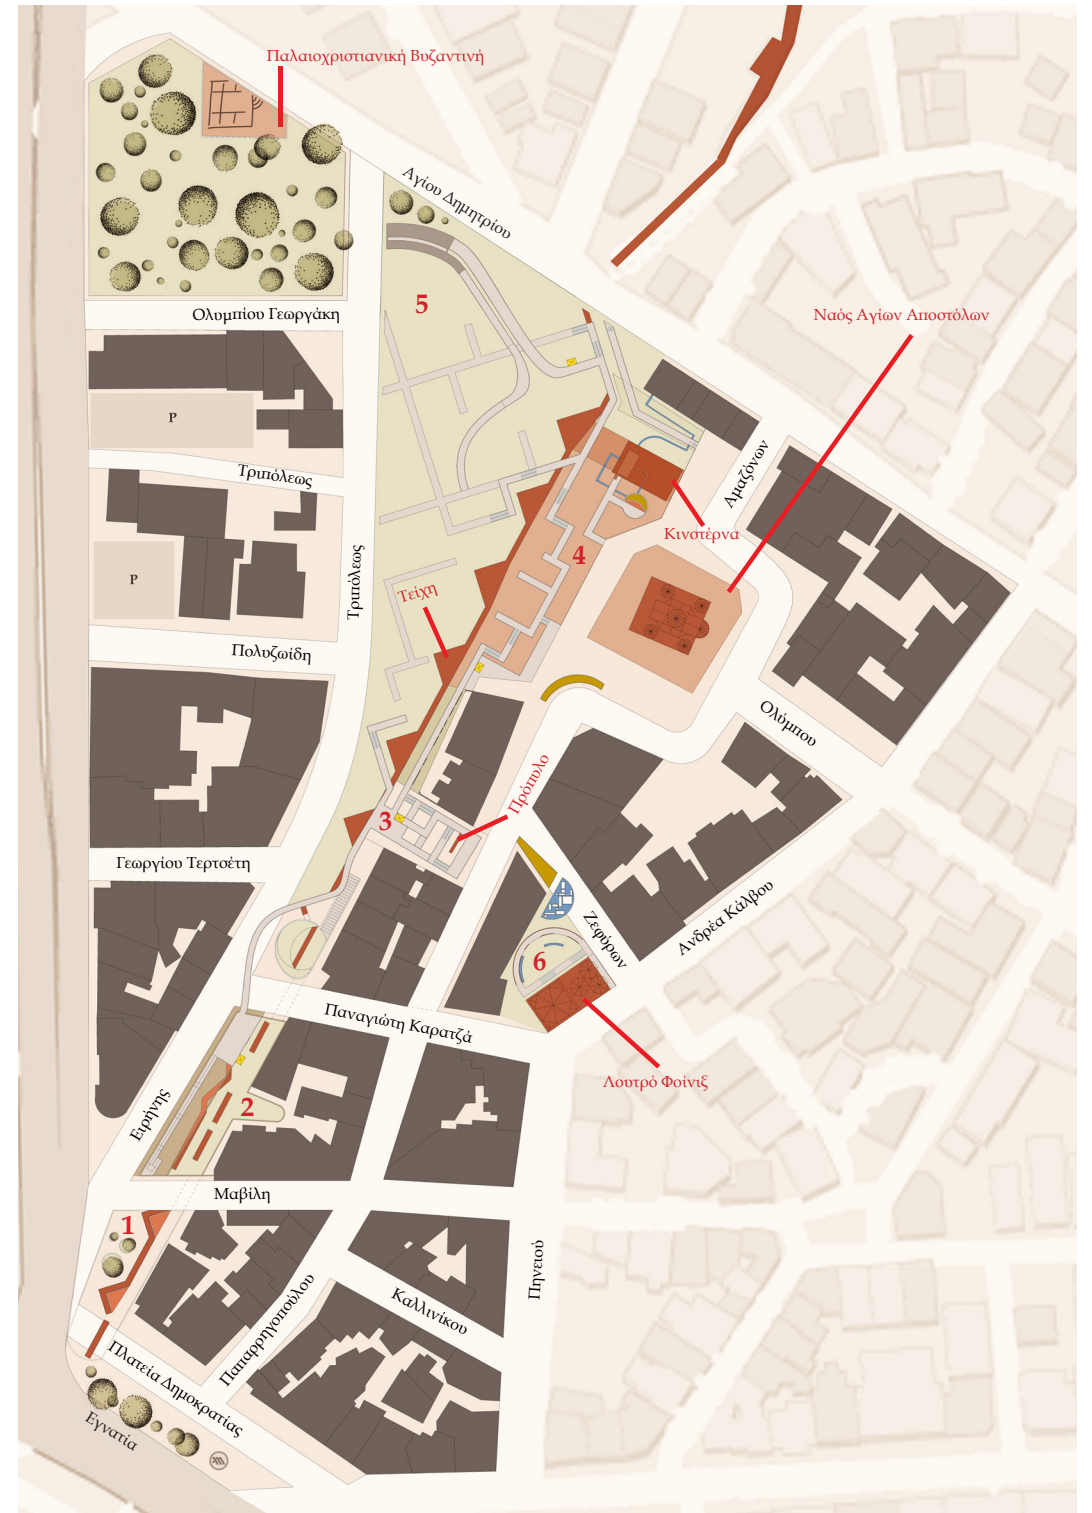 Παλαιοχριστιανική Βυζαντινή
Αγίου Δημητρίου
5
Ολυμπίου Γεωργάκη
Ναὸς Αγίων Αποστόλων
P
Αμαζόνων
Τριπόλεως
Κινστέρνα
4
P
Τριπόλεως
Τείχη
Πολυζωίδη
Ολύμπου
Πρόπυλο
3
Γεωργίου Τερτσέτη
Ανδρέα Κάλβου
Ζεφύρων
6
Παναγιώτη Καρατζά
Λουτρό Φοίνιξ
Ειρήνης
2
Μαβίλη
1
Πηνειού
Καλλινίκου
Παπαρρηγοπούλου
Πλατεία Δημοκρατίας
Εγνατία